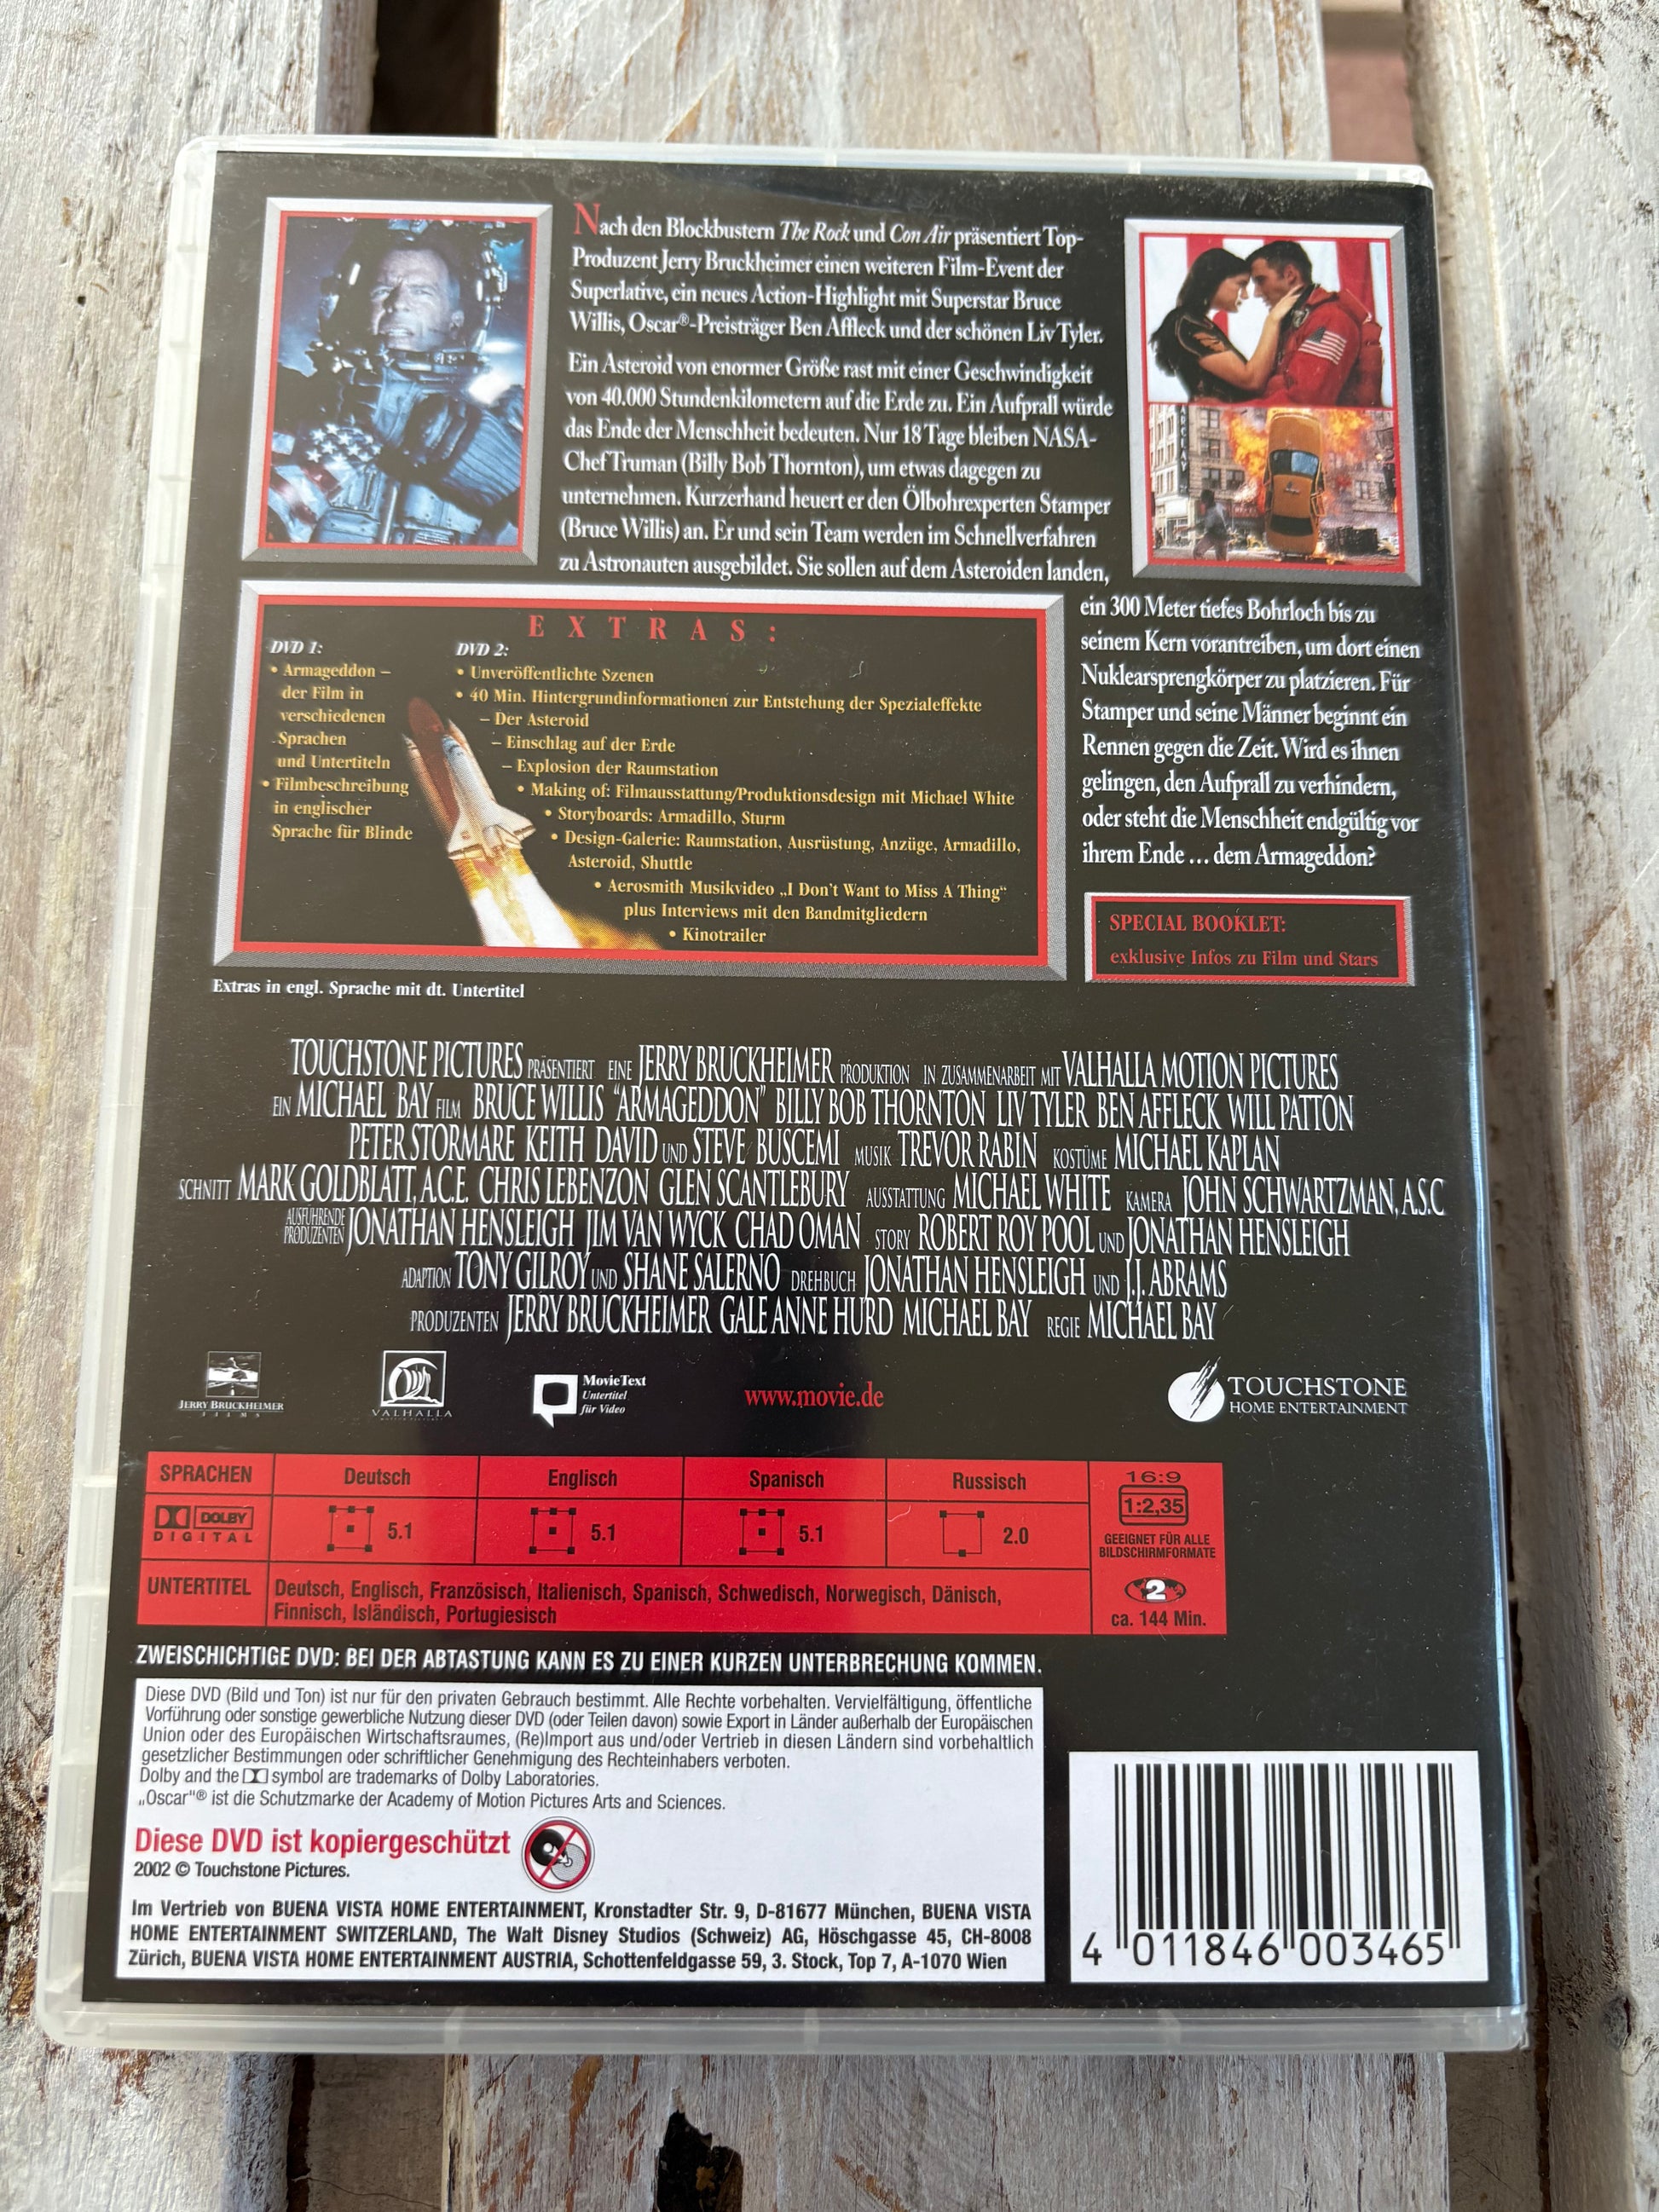 Nach den Blockbustern The Rock und Con Air präsentiert Top-
Produzent Jerry Bruckheimer einen weiteren Film-Event der
Superlative, ein neues Action-Highlight mit Superstar Bruce
Willis, Oscar®-Preisträger Ben Affleck und der schönen Liv Tyler.
Ein Asteroid von enormer Größe rast mit einer Geschwindigkeit
von 40.000 Stundenkilometern auf die Erde zu. Ein Aufprall würde
das Ende der Menschheit bedeuten. Nur 18 Tage bleiben NASA-
Chef Truman (Billy Bob Thornton), um etwas dagegen zu
unternehmen. Kurzerhand heuert er den Ölbohrexperten Stamper
(Bruce Willis) an. Er und sein Team werden im Schnellverfahren
zu Astronauten ausgebildet. Sie sollen auf dem Asteroiden landen,
ein 300 Meter tiefes Bohrloch bis zu
seinem Kern vorantreiben, um dort einen
Nuklearsprengkörper zu platzieren. Für
Stamper und seine Männer beginnt ein
Rennen gegen die Zeit. Wird es ihnen
gelingen, den Aufprall zu verhindern,
oder steht die Menschheit endgültig vor
ihrem Ende ... dem Armageddon?
EXTRAS:
DVD 1:
• Armageddon –
der Film in
verschiedenen
Sprachen
und Untertiteln
• Filmbeschreibung
in englischer
Sprache für Blinde
DVD 2:
• Unveröffentlichte Szenen
• 40 Min. Hintergrundinformationen zur Entstehung der Spezialeffekte
– Der Asteroid
– Einschlag auf der Erde
– Explosion der Raumstation
• Making of: Filmausstattung/Produktionsdesign mit Michael White
• Storyboards: Armadillo, Sturm
• Design-Galerie: Raumstation, Ausrüstung, Anzüge, Armadillo,
Asteroid, Shuttle
• Aerosmith Musikvideo „I Don't Want to Miss A Thing“
plus Interviews mit den Bandmitgliedern
• Kinotrailer
SPECIAL BOOKLET:
exklusive Infos zu Film und Stars
Extras in engl. Sprache mit dt. Untertitel
TOUCHSTONE PICTURES PRÄSENTIERT EINE JERRY BRUCKHEIMER PRODUKTION IN ZUSAMMENARBEIT MIT VALHALLA MOTION PICTURES
EIN MICHAEL BAY FILM BRUCE WILLIS "ARMAGEDDON" BILLY BOB THORNTON LIV TYLER BEN AFFLECK WILL PATTON
PETER STORMARE KEITH DAVID UND STEVE BUSCEMI MUSIK TREVOR RABIN KOSTÜME MICHAEL KAPLAN
SCHNITT MARK GOLDBLATT, A.C.E. CHRIS LEBENZON GLEN SCANTLEBURY AUSSTATTUNG MICHAEL WHITE KAMERA JOHN SCHWARTZMAN, A.S.C
AUSFÜHRENDE PRODUZENTEN JONATHAN HENSLEIGH JIM VAN WYCK CHAD OMAN STORY ROBERT ROY POOL UND JONATHAN HENSLEIGH
ADAPTION TONY GILROY UND SHANE SALERNO DREHBUCH JONATHAN HENSLEIGH UND J.J. ABRAMS
PRODUZENTEN JERRY BRUCKHEIMER GALE ANNE HURD MICHAEL BAY REGIE MICHAEL BAY
JERRY BRUCKHEIMER
FILMS
VALHALLA
MovieText
Untertitel
für Video
www.movie.de
TOUCHSTONE
HOME ENTERTAINMENT
SPRACHEN Deutsch Englisch Spanisch Russisch
DOLBY
DIGITAL
5.1 5.1 5.1 2.0
16:9
1:2,35
GEEIGNET FÜR ALLE
BILDSCHIRMFORMATE
2
ca. 144 Min.
UNTERTITEL Deutsch, Englisch, Französisch, Italienisch, Spanisch, Schwedisch, Norwegisch, Dänisch,
Finnisch, Isländisch, Portugiesisch
ZWEISCHICHTIGE DVD: BEI DER ABTASTUNG KANN ES ZU EINER KURZEN UNTERBRECHUNG KOMMEN.
Diese DVD (Bild und Ton) ist nur für den privaten Gebrauch bestimmt. Alle Rechte vorbehalten. Vervielfältigung, öffentliche
Vorführung oder sonstige gewerbliche Nutzung dieser DVD (oder Teilen davon) sowie Export in Länder außerhalb der Europäischen
Union oder des Europäischen Wirtschaftsraumes, (Re)Import aus und/oder Vertrieb in diesen Ländern sind vorbehaltlich
gesetzlicher Bestimmungen oder schriftlicher Genehmigung des Rechteinhabers verboten.
Dolby and the symbol are trademarks of Dolby Laboratories.
„Oscar"® ist die Schutzmarke der Academy of Motion Pictures Arts and Sciences.
Diese DVD ist kopiergeschützt
2002 © Touchstone Pictures.
Im Vertrieb von BUENA VISTA HOME ENTERTAINMENT, Kronstadter Str. 9, D-81677 München, BUENA VISTA
HOME ENTERTAINMENT SWITZERLAND, The Walt Disney Studios (Schweiz) AG, Höschgasse 45, CH-8008
Zürich, BUENA VISTA HOME ENTERTAINMENT AUSTRIA, Schottenfeldgasse 59, 3. Stock, Top 7, A-1070 Wien
4 011846 003465